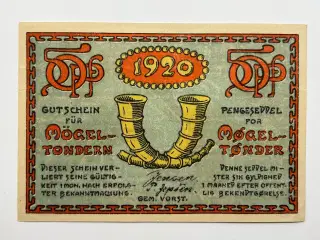 50 Pf 1920 50 Pf
GUTSCHEIN
FÜR
MÖGEL-
TONDERN
DIESER SCHEIN VER-
LIERT SEINE GÜLTIG-
KEIT 1 MON. NACH ERFOLG-
TER BEKANNTMACHUNG.
GEM. VORST.
PENGESEDDEL
FOR
MØGEL-
TØNDER
DENNE SEDDEL MI-
STER SIN GYLDIGHED
1 MANED EFTER OFFENT-
LIG BEKENDTGØRELSE.